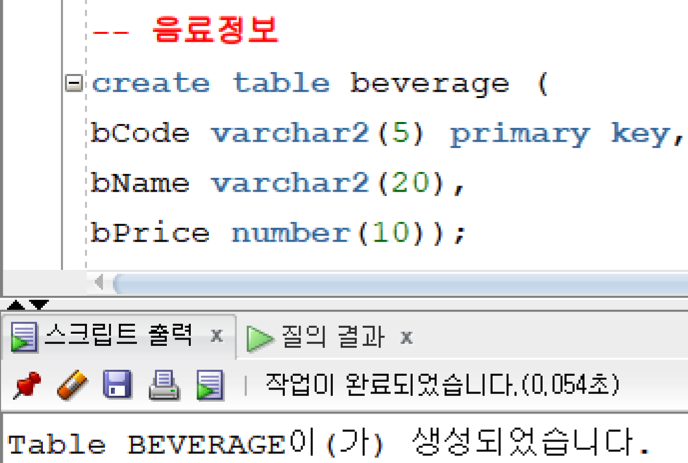 -- 음료정보
create table beverage (
bCode varchar2(5) primary key,
bName varchar2(20),
bPrice number(10));
스크립트 출력 x 질의 결과 x
작업이 완료되었습니다.(0,054초)
Table BEVERAGE이(가) 생성되었습니다.